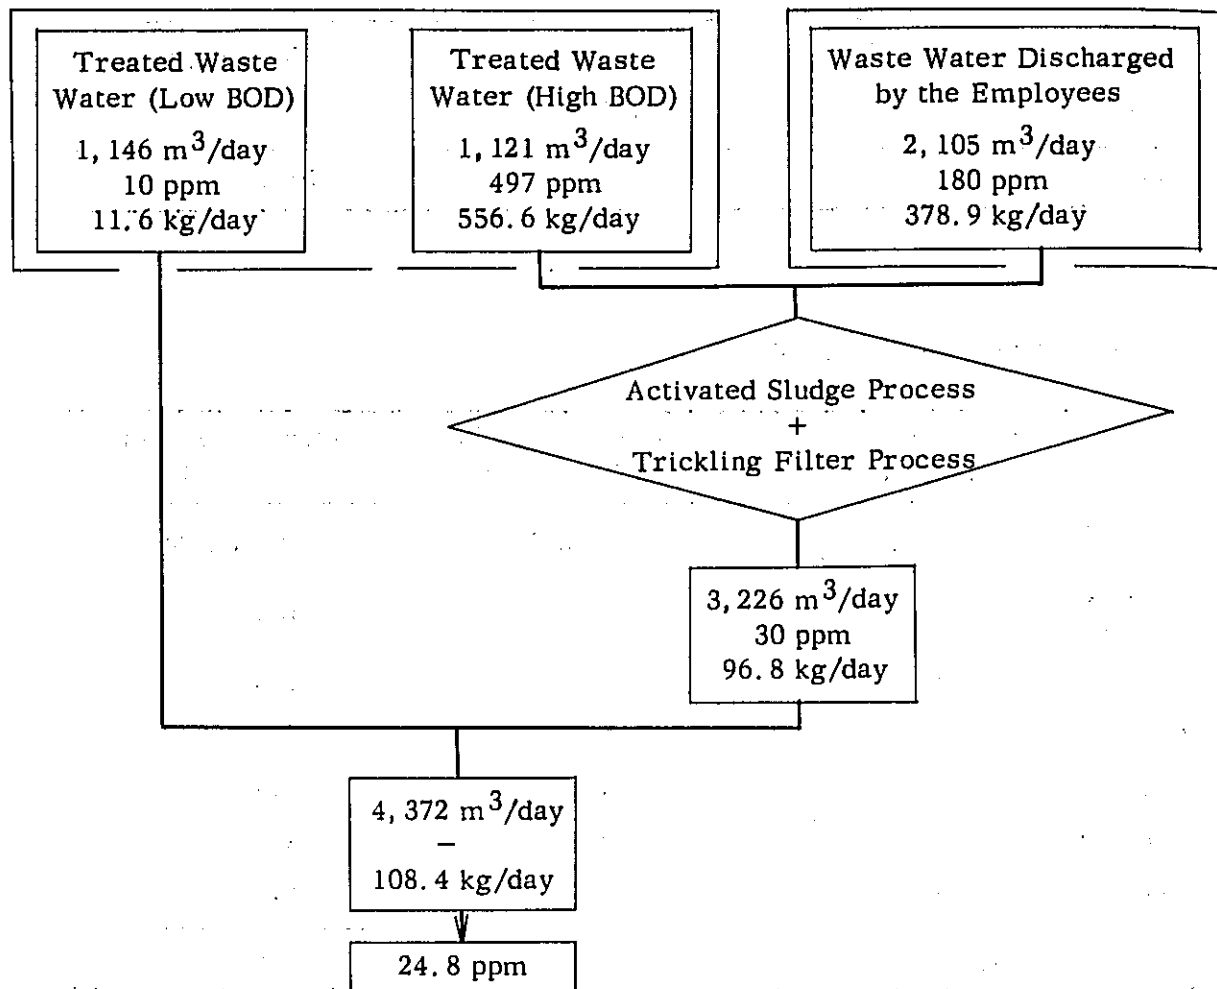 Treated Waste
Water (Low BOD)
1,146 m³/day
10 ppm
11.6 kg/day
Treated Waste
Water (High BOD)
1,121 m³/day
497 ppm
556.6 kg/day
Waste Water Discharged
by the Employees
2,105 m³/day
180 ppm
378.9 kg/day
Activated Sludge Process
+
Trickling Filter Process
3,226 m³/day
30 ppm
96.8 kg/day
4,372 m³/day
–
108.4 kg/day
24.8 ppm